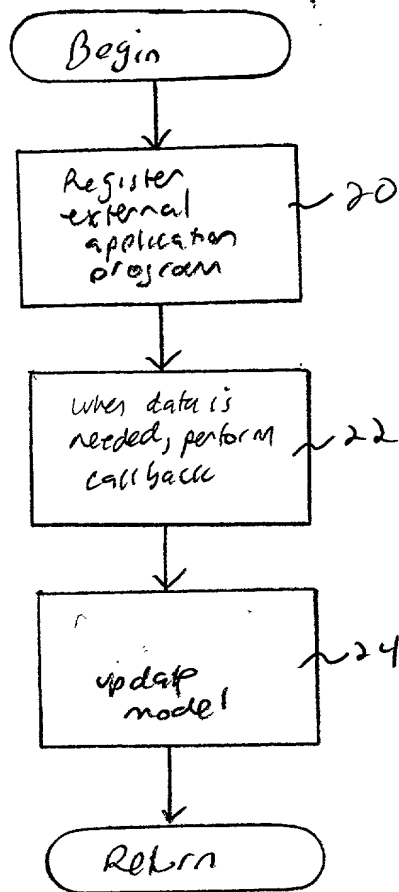 Begin
Register
external
application
program
20
when data is
needed, perform
callback
22
update
model
24
Return